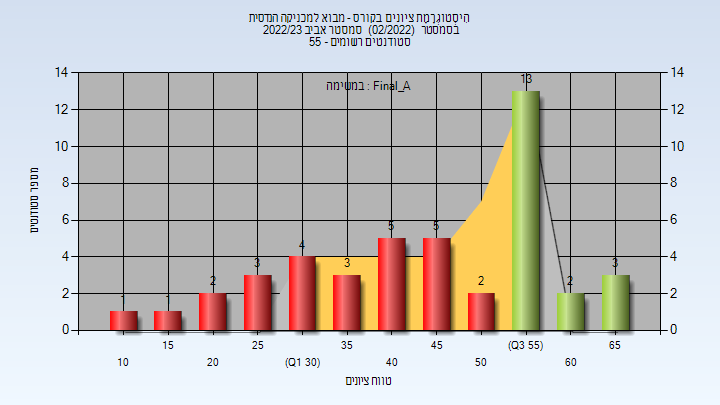 היסטוגרמת ציונים בקורס - מבוא למכניקה הנדסית
בסמסטר (02/2022) סמסטר אביב 2022/23
סטודנטים רשומים - 55
במשימה : Final_A
מספר סטודנטים
14 14
12 12
10 10
8 8
6 6
4 4
2 2
0 0
1 1 2 3 4 3 5 5 2 13 2 3
15 25 35 45 (Q3 55) 65
10 20 (Q1 30) 40 50 60
טווח ציונים